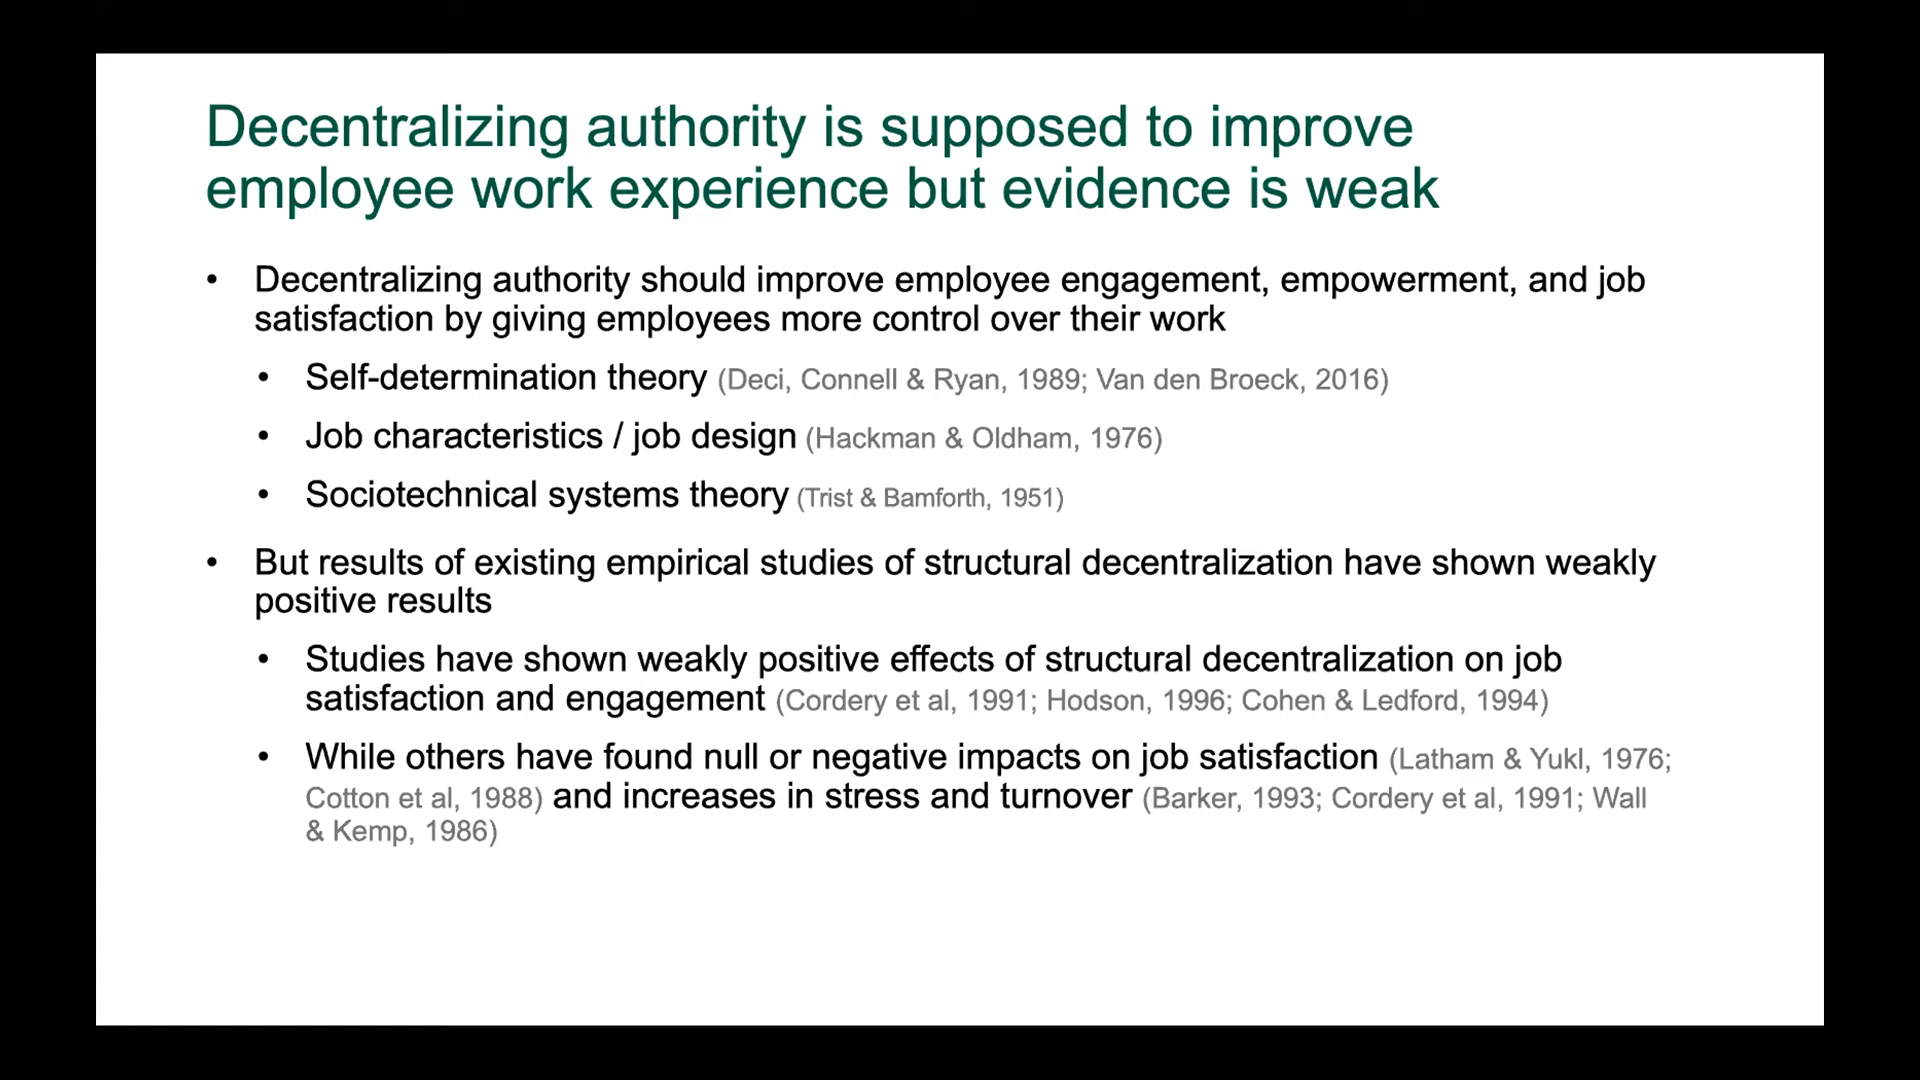 Decentralizing authority is supposed to improve
employee work experience but evidence is weak
• Decentralizing authority should improve employee engagement, empowerment, and job
satisfaction by giving employees more control over their work
• Self-determination theory (Deci, Connell & Ryan, 1989; Van den Broeck, 2016)
• Job characteristics / job design (Hackman & Oldham, 1976)
• Sociotechnical systems theory (Trist & Bamforth, 1951)
• But results of existing empirical studies of structural decentralization have shown weakly
positive results
• Studies have shown weakly positive effects of structural decentralization on job
satisfaction and engagement (Cordery et al, 1991; Hodson, 1996; Cohen & Ledford, 1994)
• While others have found null or negative impacts on job satisfaction (Latham & Yukl, 1976;
Cotton et al, 1988) and increases in stress and turnover (Barker, 1993; Cordery et al, 1991; Wall
& Kemp, 1986)